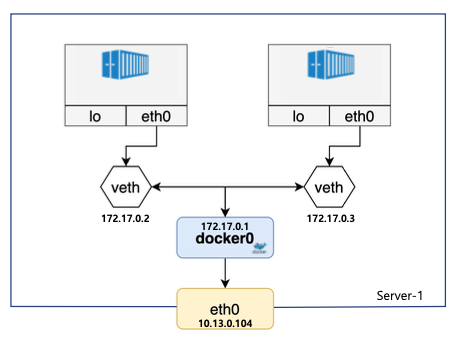 lo eth0
lo eth0
veth
veth
172.17.0.2
172.17.0.3
172.17.0.1
docker0
docker
Server-1
eth0
10.13.0.104